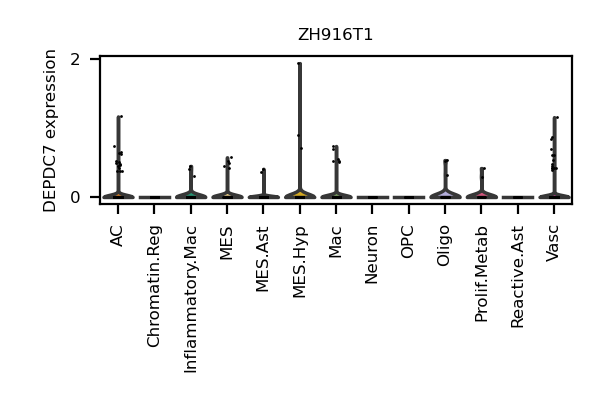 ZH916T1
DEPDC7 expression
2
0
AC
Chromatin.Reg
Inflammatory.Mac
MES
MES.Ast
MES.Hyp
Mac
Neuron
OPC
Oligo
Prolif.Metab
Reactive.Ast
Vasc